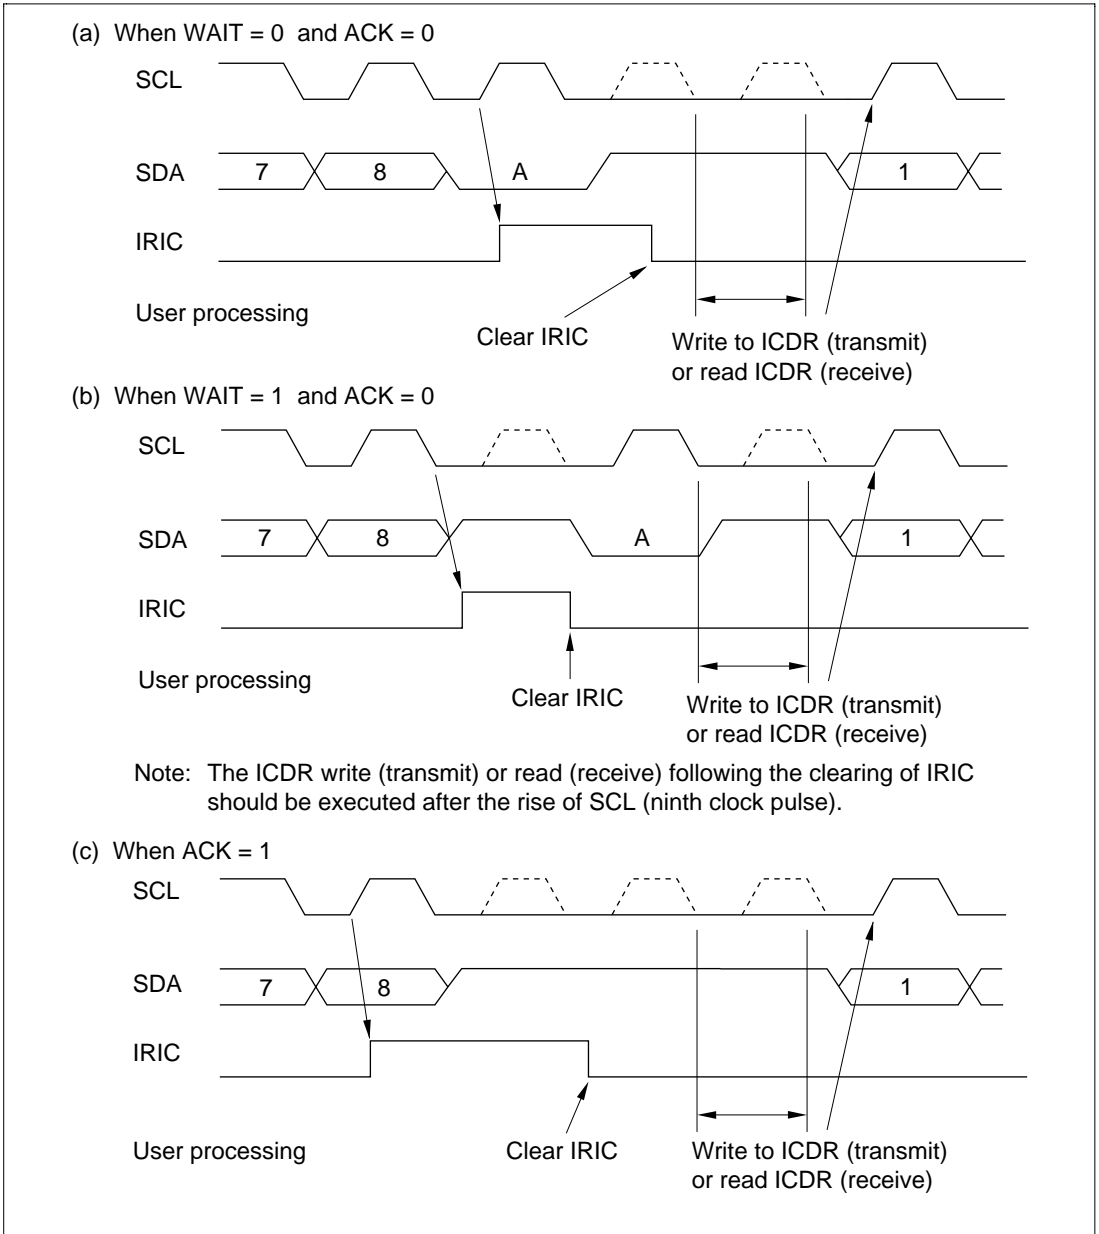 (a) When WAIT = 0 and ACK = 0
SCL
SDA 7 8 A 1
IRIC
User processing
Clear IRIC
Write to ICDR (transmit)
or read ICDR (receive)
(b) When WAIT = 1 and ACK = 0
SCL
SDA 7 8 A 1
IRIC
User processing
Clear IRIC
Write to ICDR (transmit)
or read ICDR (receive)
Note: The ICDR write (transmit) or read (receive) following the clearing of IRIC
should be executed after the rise of SCL (ninth clock pulse).
(c) When ACK = 1
SCL
SDA 7 8 1
IRIC
User processing
Clear IRIC
Write to ICDR (transmit)
or read ICDR (receive)